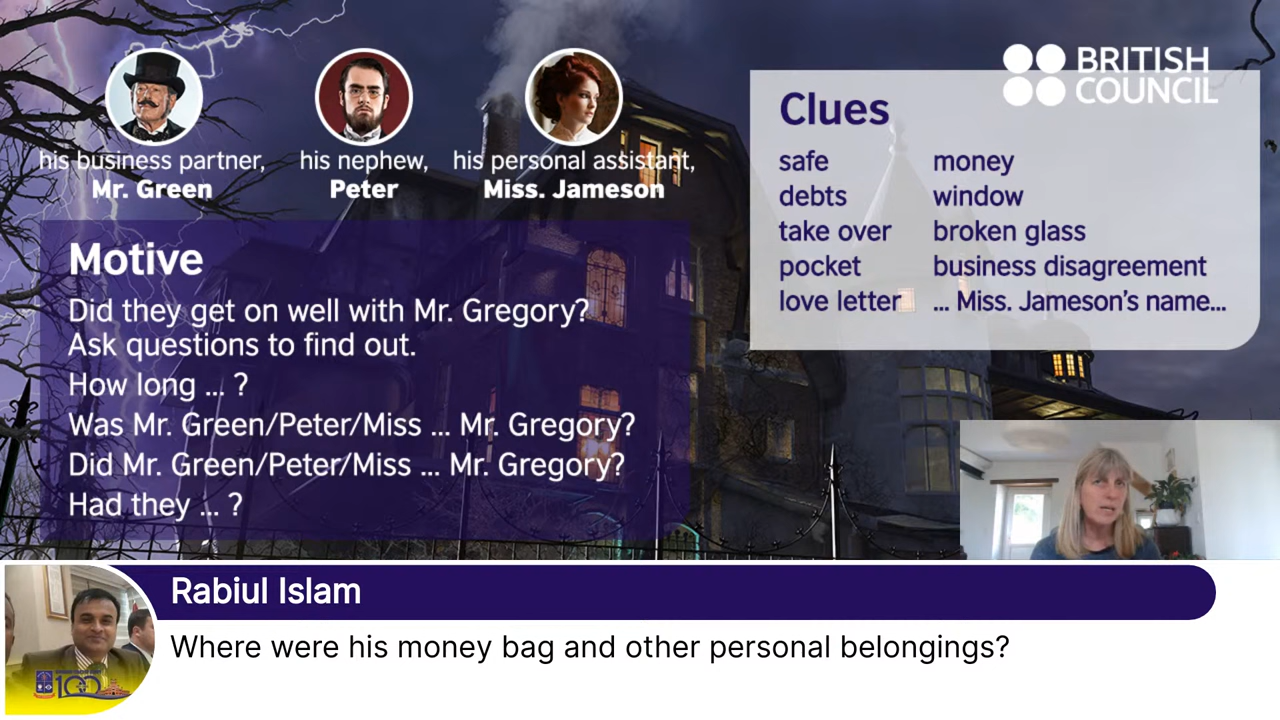 BRITISH
COUNCIL
his business partner,
Mr. Green
his nephew,
Peter
his personal assistant,
Miss. Jameson
Motive
Did they get on well with Mr. Gregory?
Ask questions to find out.
How long ... ?
Was Mr. Green/Peter/Miss ... Mr. Gregory?
Did Mr. Green/Peter/Miss ... Mr. Gregory?
Had they ... ?
Clues
safe
debts
take over
pocket
love letter
money
window
broken glass
business disagreement
... Miss. Jameson's name...
Rabiul Islam
Where were his money bag and other personal belongings?
100